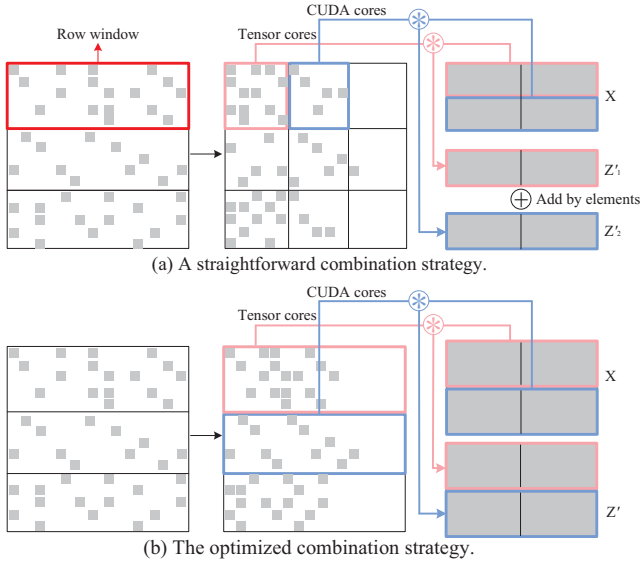 CUDA cores
Row window
Tensor cores
X
Z'₁
Add by elements
Z'₂
(a) A straightforward combination strategy.
CUDA cores
Tensor cores
X
Z'
(b) The optimized combination strategy.